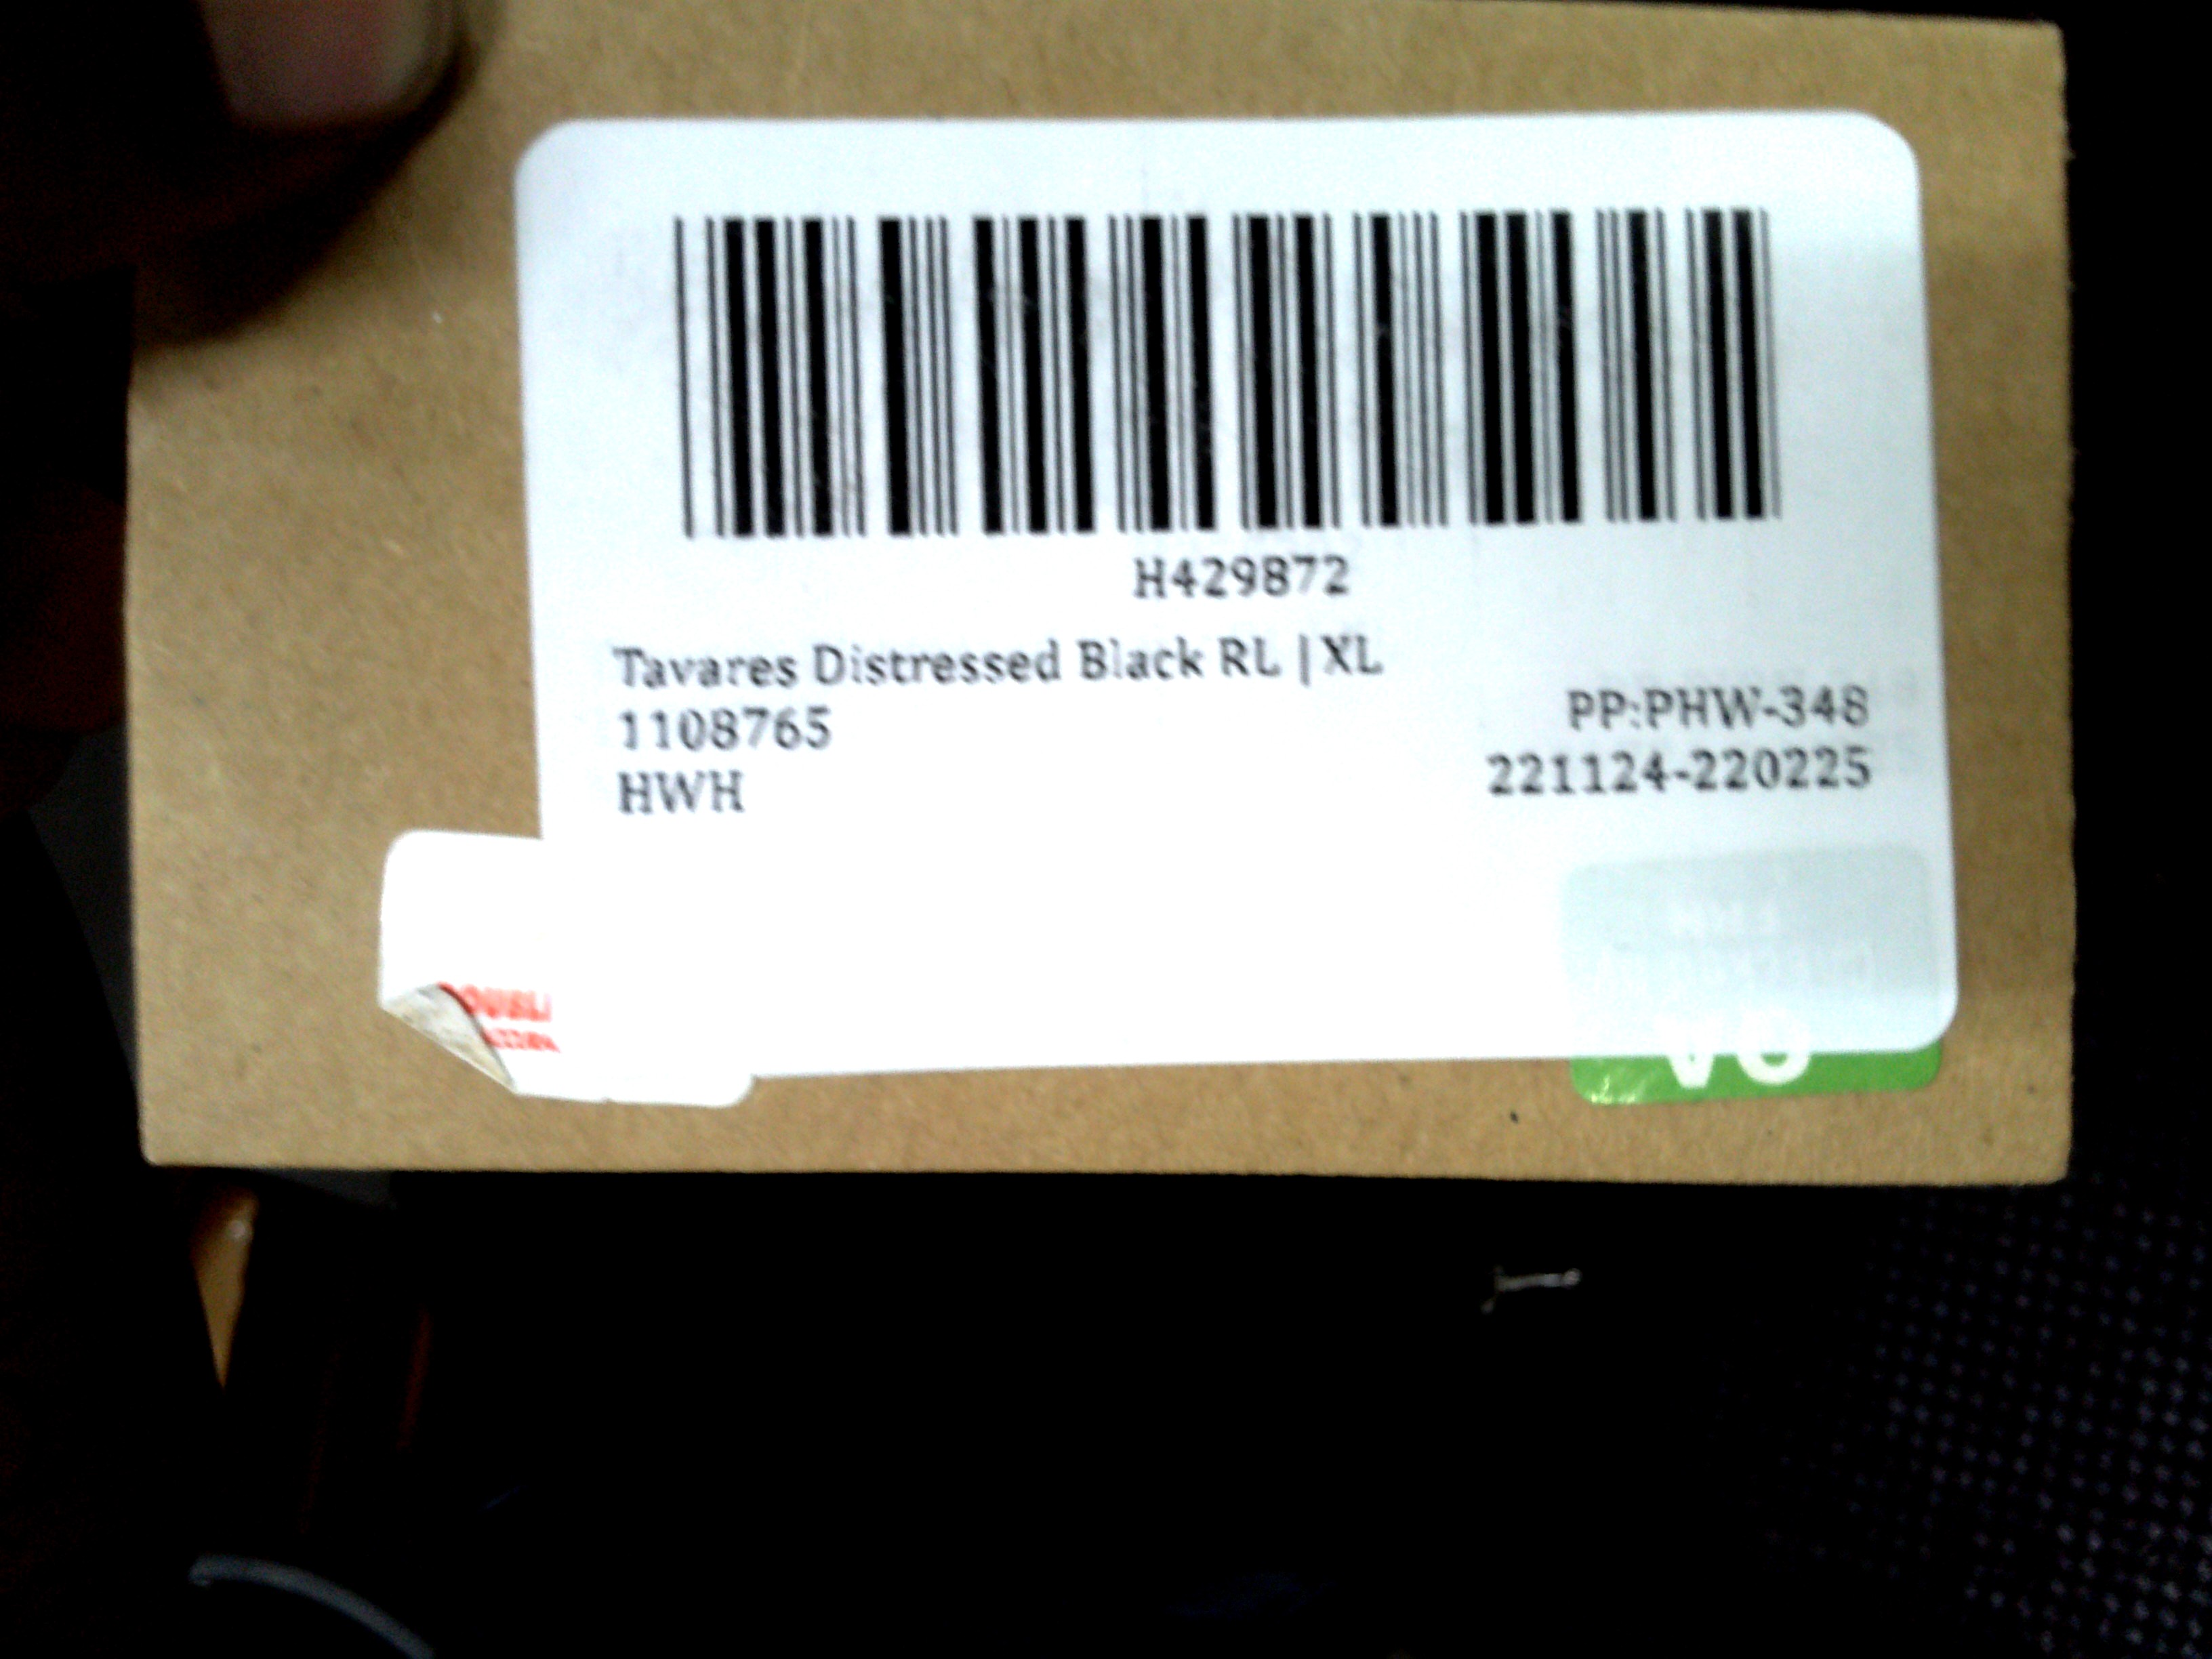 H429872
Tavares Distressed Black RL | XL
1108765
HWH
PP:PHW-348
221124-220225